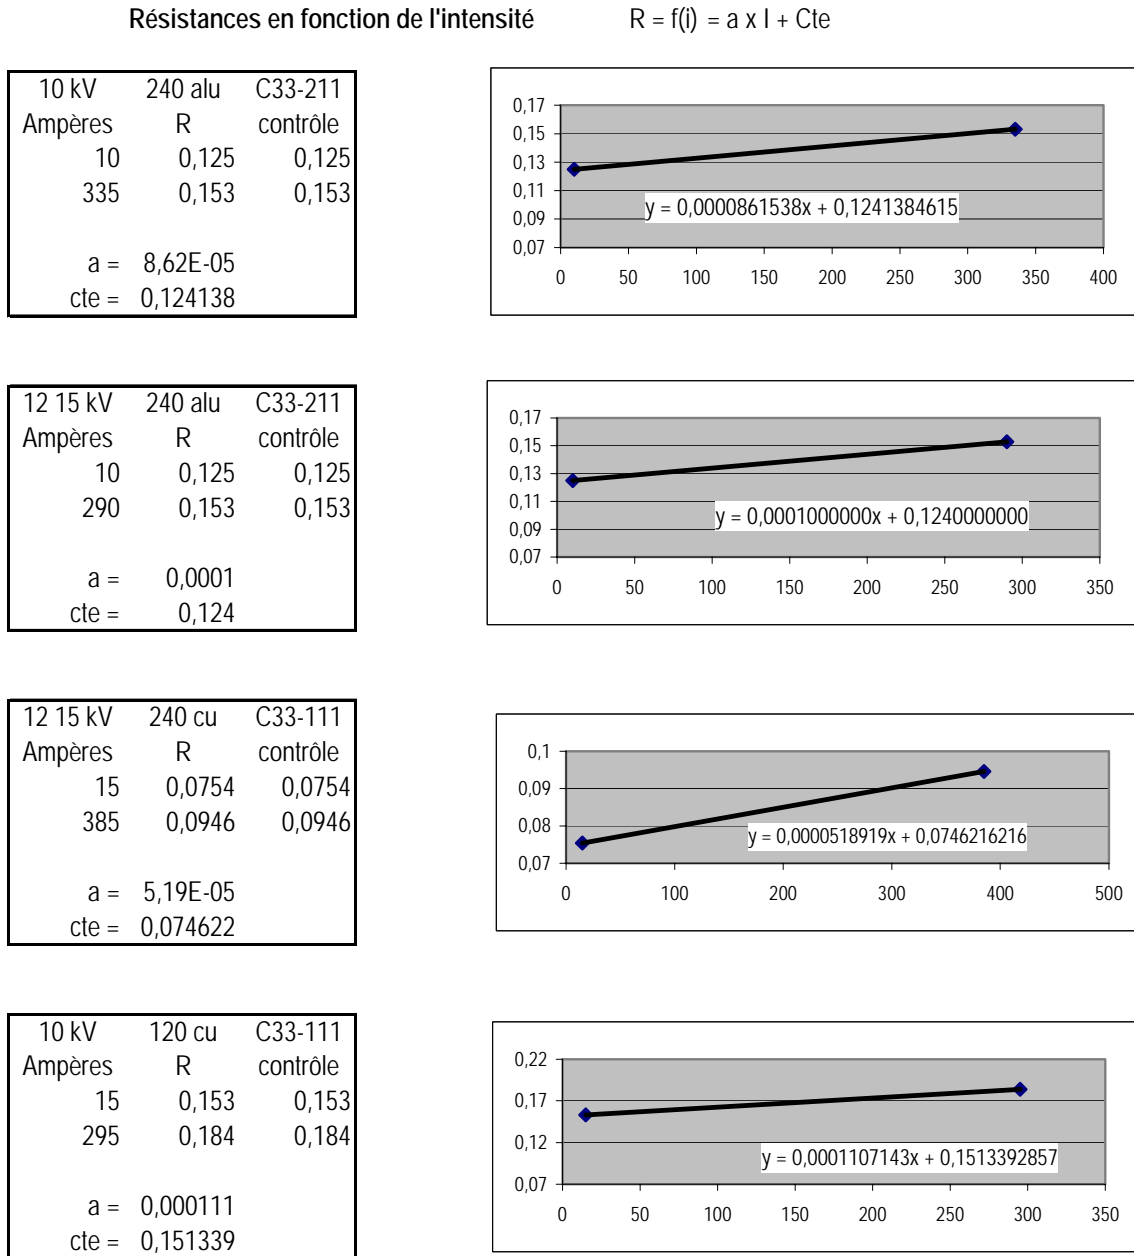 Résistances en fonction de l'intensité R = f(i) = a x I + Cte
10 kV 240 alu C33-211
Ampères R contrôle
10 0,125 0,125
335 0,153 0,153
a = 8,62E-05
cte = 0,124138
0,17
0,15
0,13
0,11
0,09
0,07
y = 0,0000861538x + 0,1241384615
0 50 100 150 200 250 300 350 400
12 15 kV 240 alu C33-211
Ampères R contrôle
10 0,125 0,125
290 0,153 0,153
a = 0,0001
cte = 0,124
0,17
0,15
0,13
0,11
0,09
0,07
y = 0,0001000000x + 0,1240000000
0 50 100 150 200 250 300 350
12 15 kV 240 cu C33-111
Ampères R contrôle
15 0,0754 0,0754
385 0,0946 0,0946
a = 5,19E-05
cte = 0,074622
0,1
0,09
0,08
0,07
y = 0,0000518919x + 0,0746216216
0 100 200 300 400 500
10 kV 120 cu C33-111
Ampères R contrôle
15 0,153 0,153
295 0,184 0,184
a = 0,000111
cte = 0,151339
0,22
0,17
0,12
0,07
y = 0,0001107143x + 0,1513392857
0 50 100 150 200 250 300 350